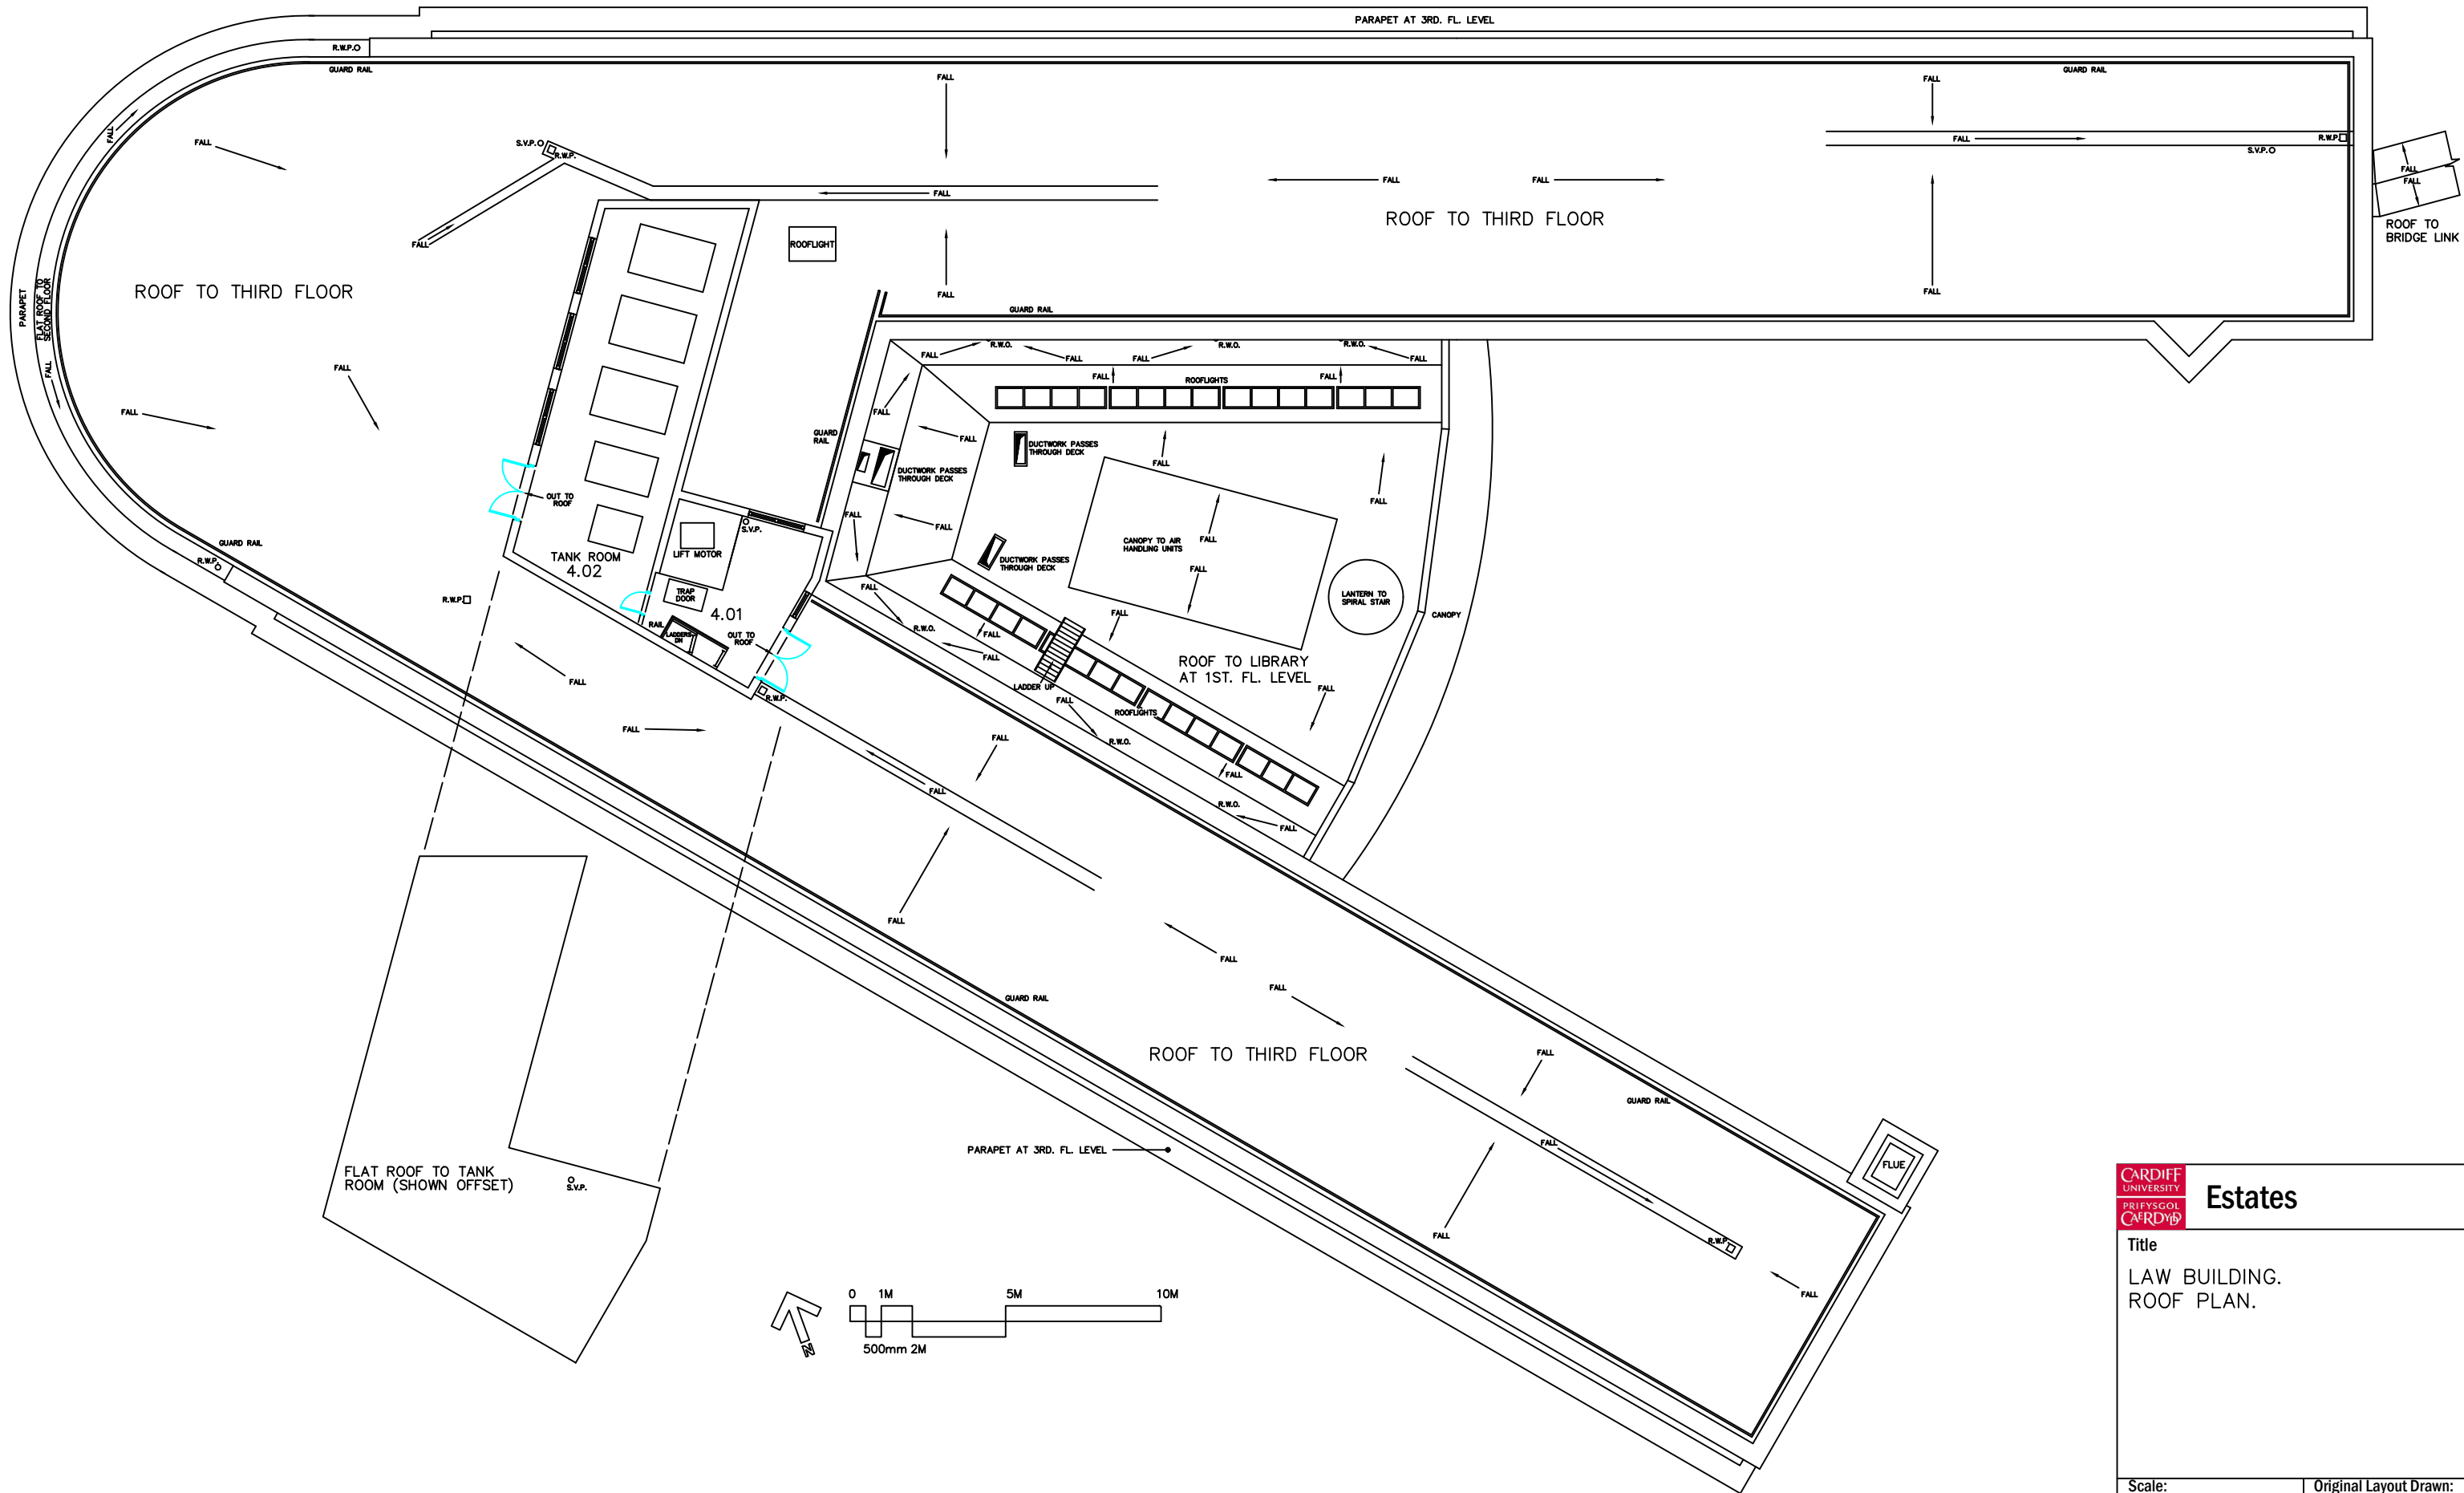 PARAPET AT 3RD. FL. LEVEL
R.W.P.
GUARD RAIL
GUARD RAIL
FALL
FALL
FALL
FALL
S.V.P.
R.W.P.
FALL
FALL
R.W.P.
S.V.P.
FALL
FALL
FALL
FALL
FALL
ROOF TO THIRD FLOOR
ROOF TO
BRIDGE LINK
FALL
ROOFLIGHT
ROOF TO THIRD FLOOR
FALL
FALL
PARAPET
FLAT ROOF TO
SECOND FLOOR
GUARD RAIL
FALL
FALL
FALL
FALL
R.W.O.
FALL
FALL
R.W.O.
R.W.O.
FALL
FALL
ROOFLIGHTS
FALL
FALL
GUARD
RAIL
FALL
DUCTWORK PASSES
THROUGH DECK
DUCTWORK PASSES
THROUGH DECK
FALL
FALL
OUT TO
ROOF
FALL
FALL
S.V.P.
LIFT MOTOR
CANOPY TO AIR
HANDLING UNITS
FALL
FALL
GUARD RAIL
R.W.P.
TANK ROOM
4.02
DUCTWORK PASSES
THROUGH DECK
R.W.P.
TRAP
DOOR
4.01
FALL
LANTERN TO
SPIRAL STAIR
CANOPY
RAIL
LADDERS
DN
OUT TO
ROOF
R.W.O.
FALL
FALL
FALL
ROOF TO LIBRARY
AT 1ST. FL. LEVEL
FALL
LADDER UP
FALL
R.W.P.
FALL
ROOFLIGHTS
FALL
FALL
R.W.O.
FALL
FALL
R.W.O.
FALL
FALL
FALL
FALL
GUARD RAIL
ROOF TO THIRD FLOOR
FALL
GUARD RAIL
FALL
PARAPET AT 3RD. FL. LEVEL
FLUE
FLAT ROOF TO TANK
ROOM (SHOWN OFFSET)
S.V.P.
FALL
R.W.P.
FALL
0 1M 5M 10M
500mm 2M
N
CARDIFF
UNIVERSITY
PRIFYSGOL
CAERDYDD
Estates
Title
LAW BUILDING.
ROOF PLAN.
Scale:
Original Layout Drawn: